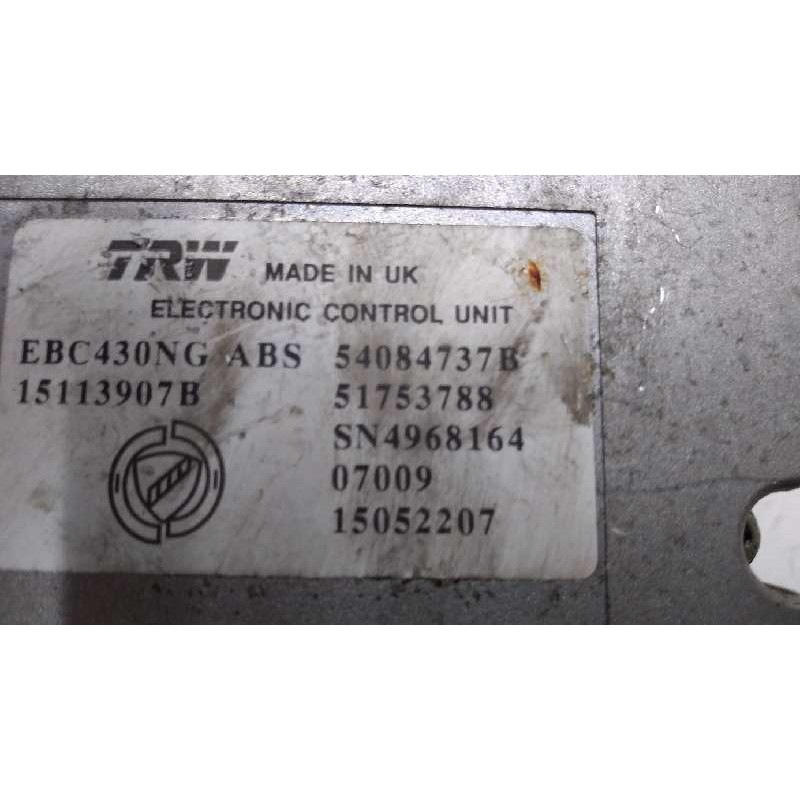 TRW MADE IN UK
ELECTRONIC CONTROL UNIT
EBC430NG ABS 54084737B
15113907B 51753788
SN4968164
07009
15052207